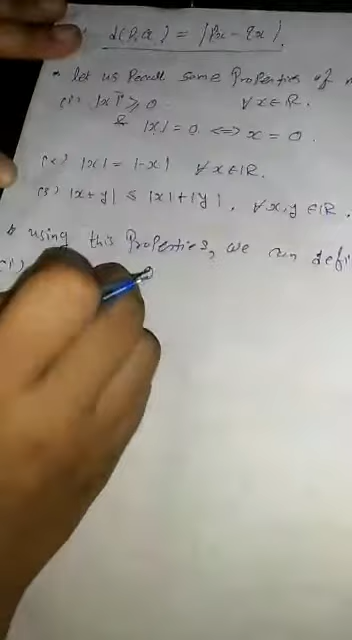 d(P,Q) = |Px - Qx|.
* let us Recall some Properties of
(1) |x| ≥ 0 ∀ x ∈ R.
& |x| = 0 <=> x = 0.
(2) |x| = |-x| ∀ x ∈ R.
(3) |x+y| ≤ |x|+|y|, ∀ x,y ∈ R.
* using this Properties, we can defi
(1)